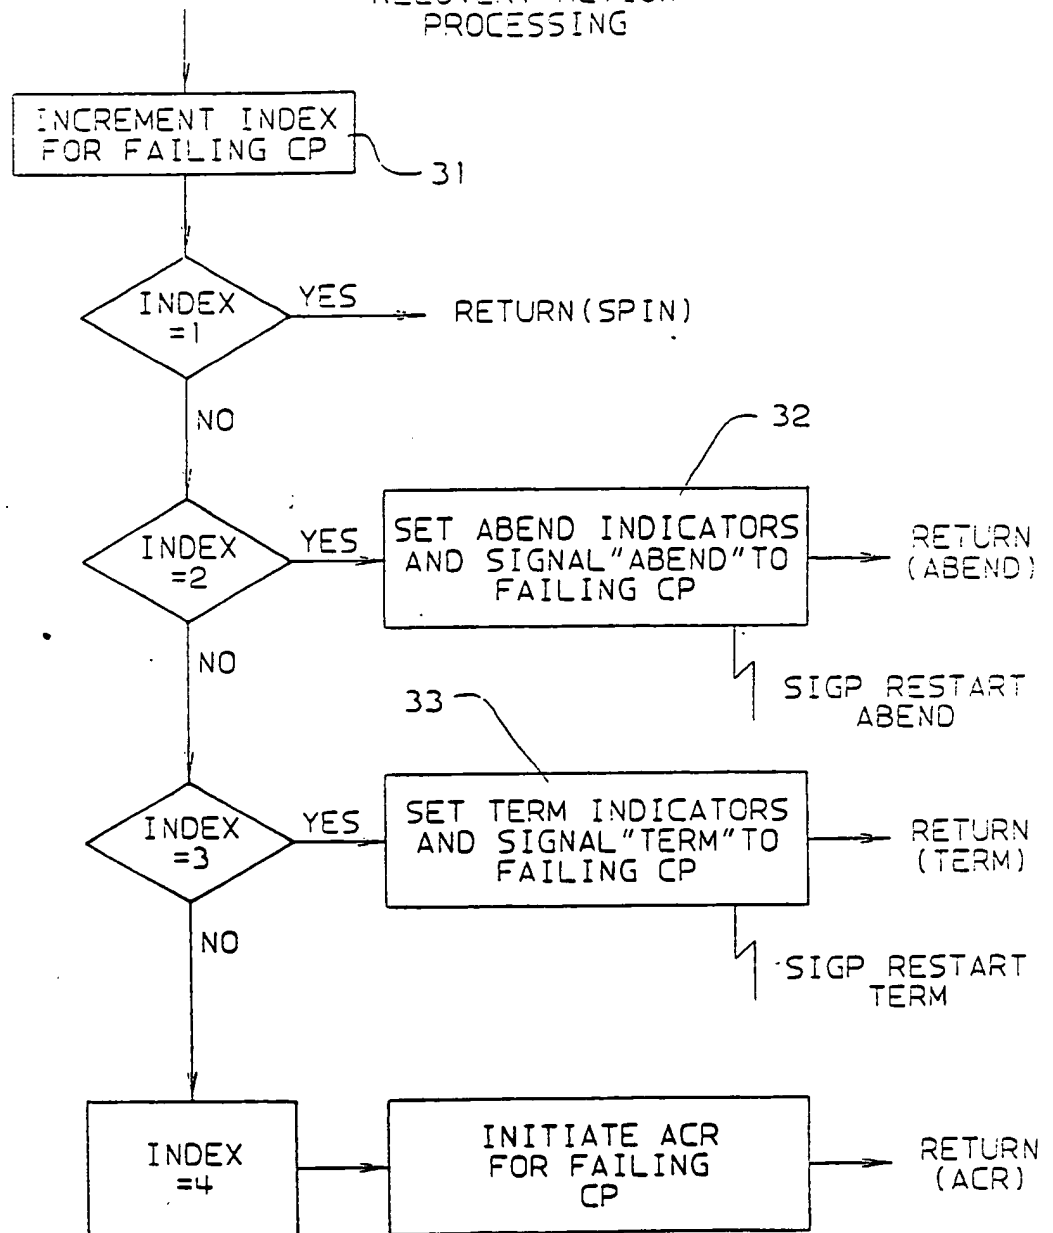 PROCESSING
INCREMENT INDEX
FOR FAILING CP
31
INDEX
=1
YES
RETURN(SPIN)
NO
32
INDEX
=2
YES
SET ABEND INDICATORS
AND SIGNAL"ABEND"TO
FAILING CP
RETURN
(ABEND)
NO
SIGP RESTART
ABEND
33
INDEX
=3
YES
SET TERM INDICATORS
AND SIGNAL"TERM"TO
FAILING CP
RETURN
(TERM)
NO
SIGP RESTART
TERM
INDEX
=4
INITIATE ACR
FOR FAILING
CP
RETURN
(ACR)